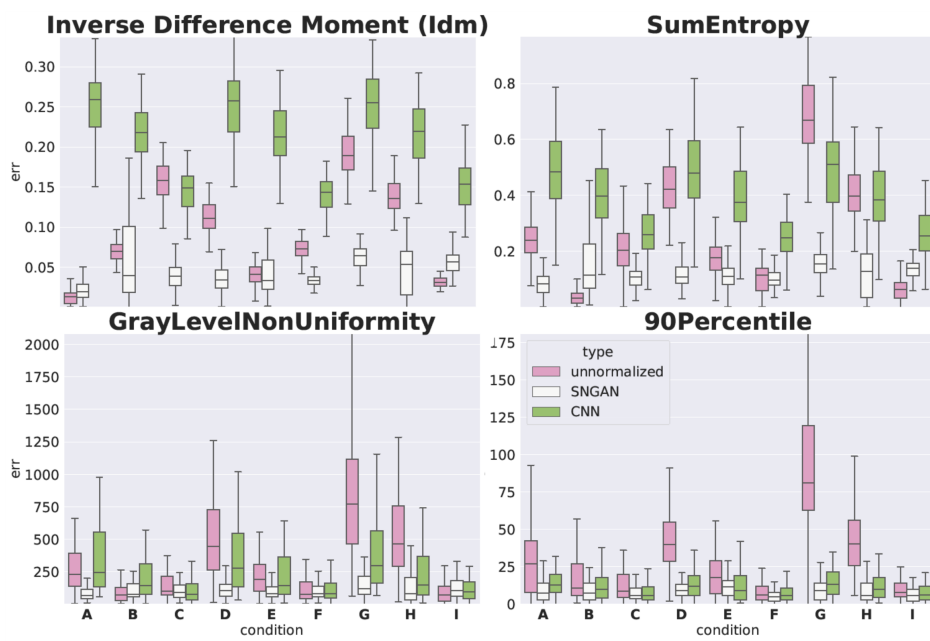 Inverse Difference Moment (Idm)
SumEntropy
0.30
0.25
0.20
0.15
0.10
0.05
err
0.8
0.6
0.4
0.2
GrayLevelNonUniformity
90Percentile
2000
1750
1500
1250
1000
750
500
250
err
A B C D E F G H I
condition
175
150
125
100
75
50
25
0
type
unnormalized
SNGAN
CNN
A B C D E F G H I
condition